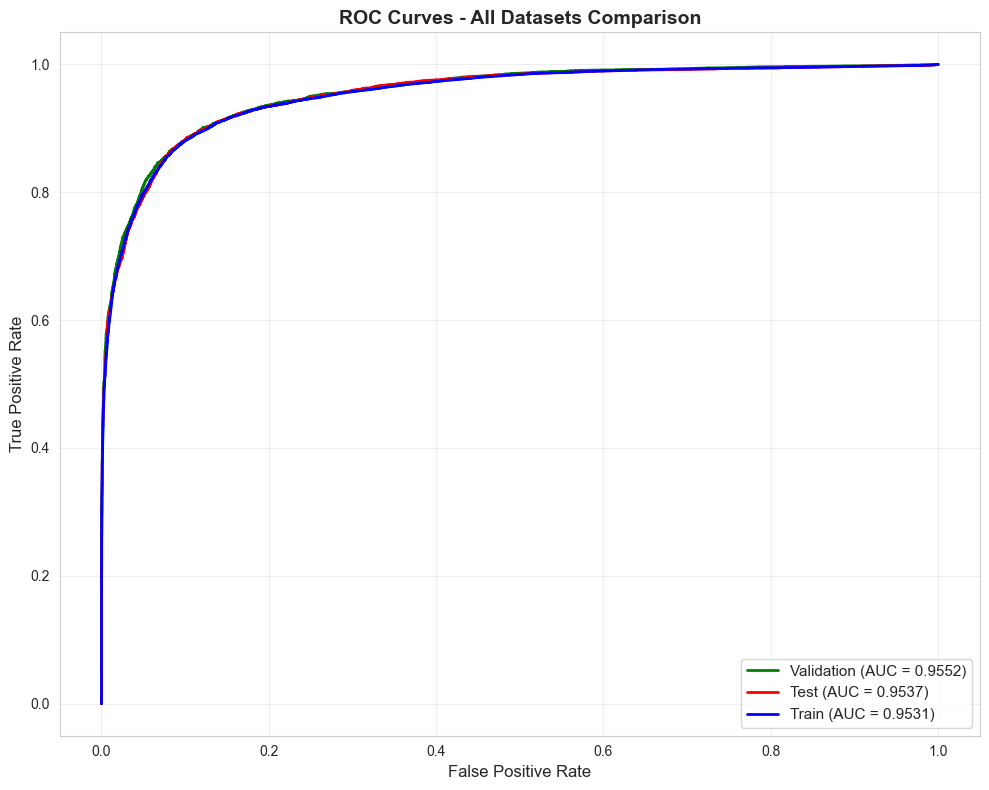 ROC Curves - All Datasets Comparison
True Positive Rate
1.0
0.8
0.6
0.4
0.2
0.0
Validation (AUC = 0.9552)
Test (AUC = 0.9537)
Train (AUC = 0.9531)
0.0 0.2 0.4 0.6 0.8 1.0
False Positive Rate